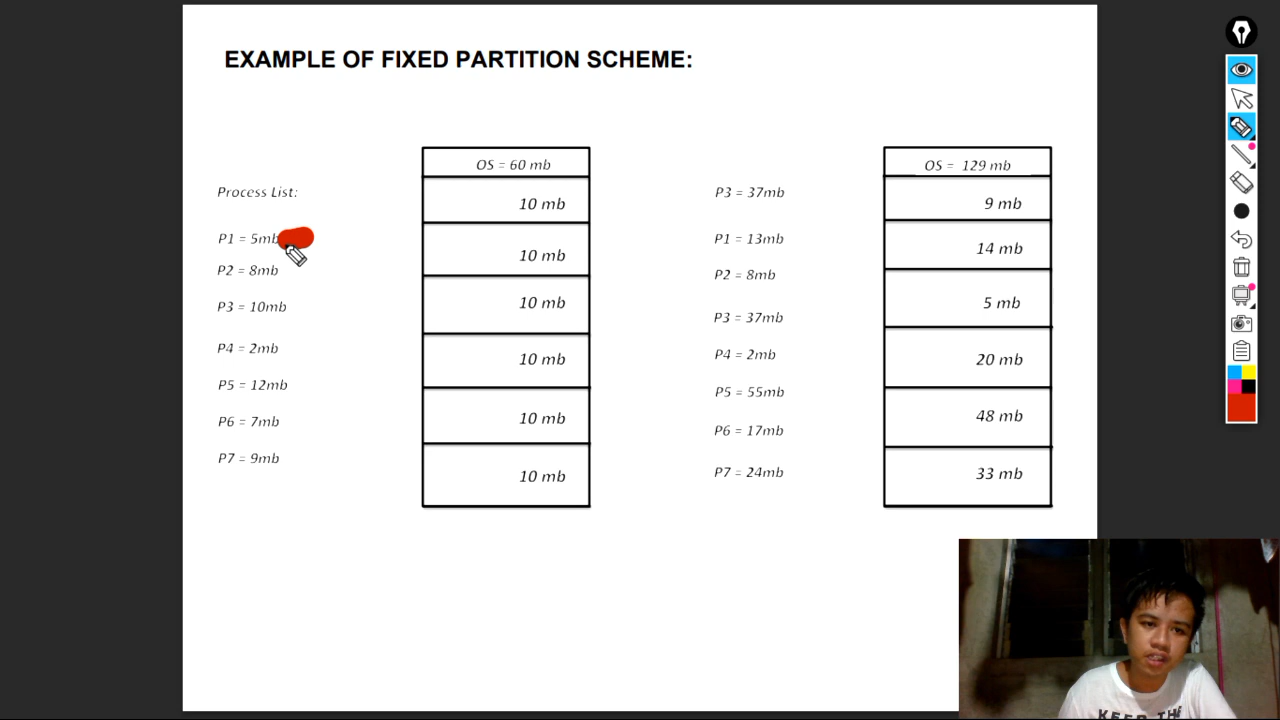 EXAMPLE OF FIXED PARTITION SCHEME:
Process List:
P1 = 5mb
P2 = 8mb
P3 = 10mb
P4 = 2mb
P5 = 12mb
P6 = 7mb
P7 = 9mb
OS = 60 mb
10 mb
10 mb
10 mb
10 mb
10 mb
10 mb
P3 = 37mb
P1 = 13mb
P2 = 8mb
P3 = 37mb
P4 = 2mb
P5 = 55mb
P6 = 17mb
P7 = 24mb
OS = 129 mb
9 mb
14 mb
5 mb
20 mb
48 mb
33 mb
KEEP THE